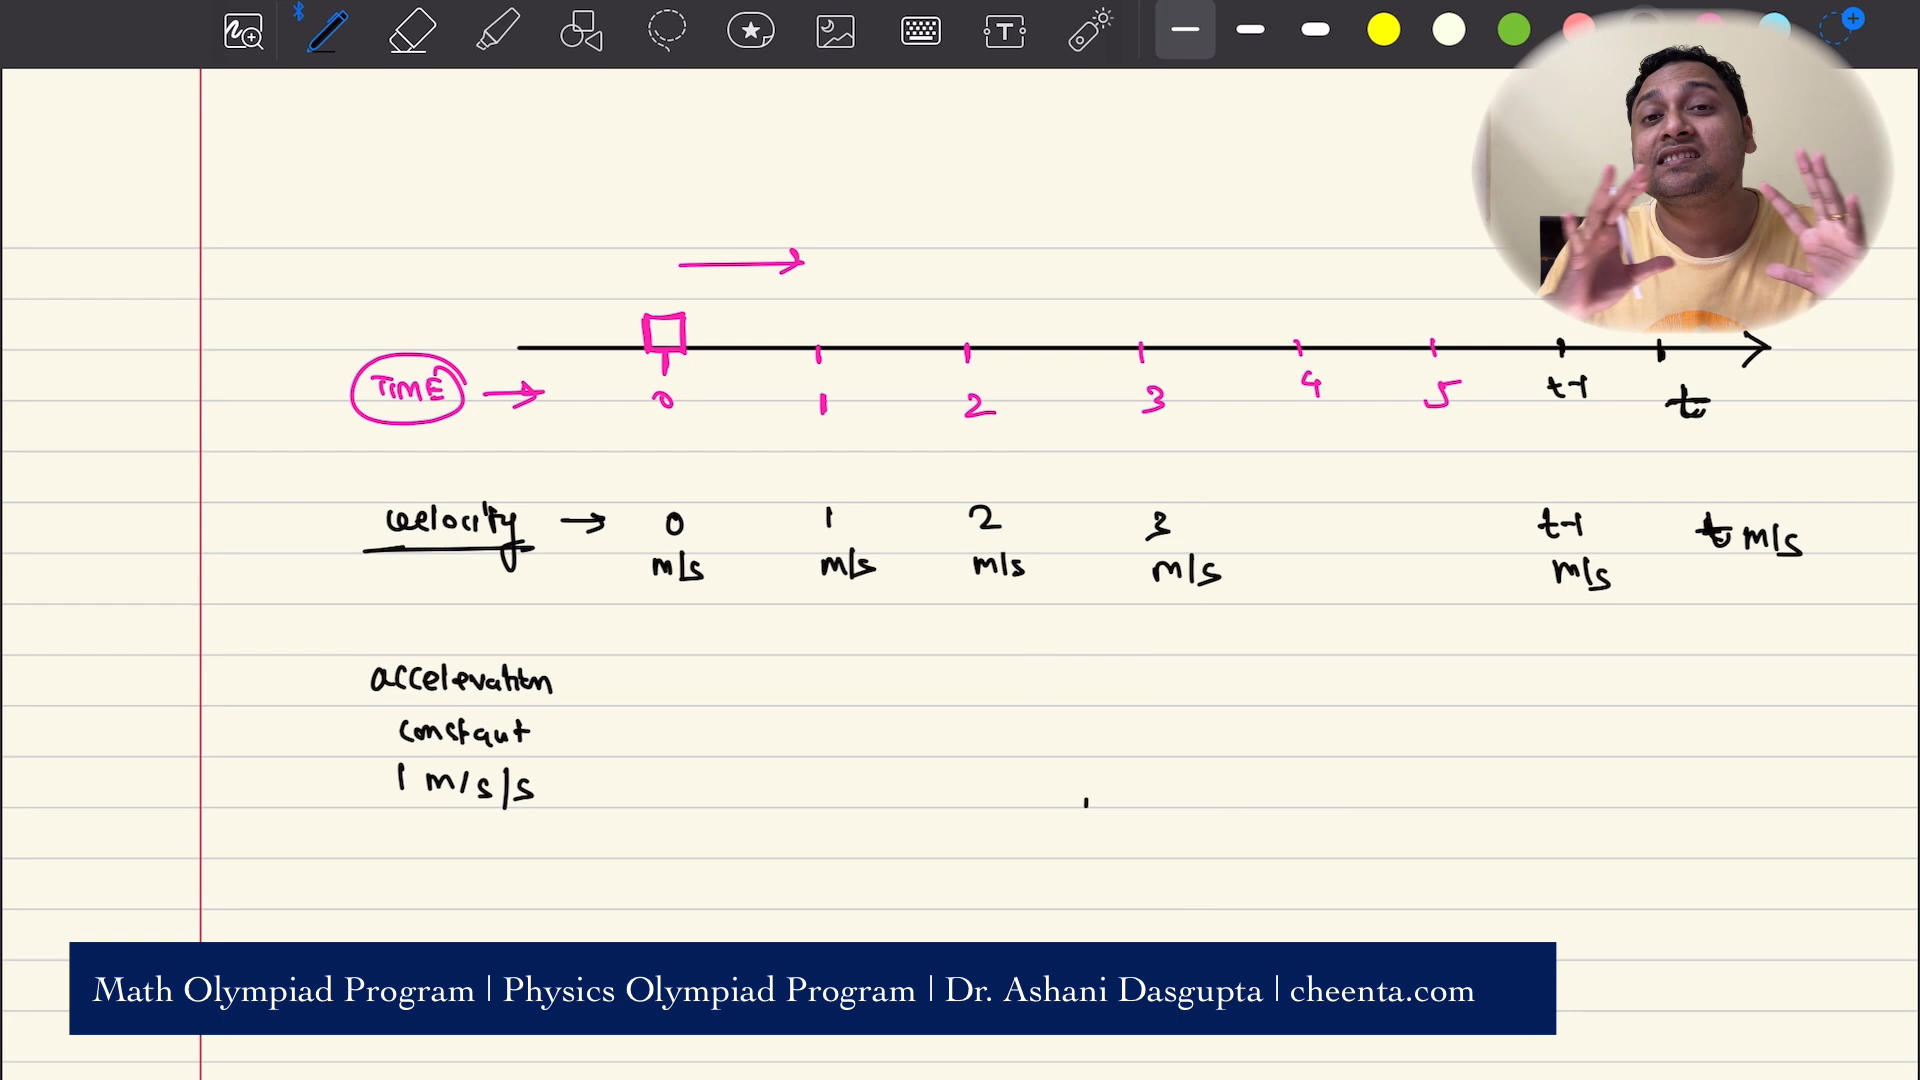 T
TIME → 0 1 2 3 4 5 t-1 t
velocity → 0 1 2 3 t-1 t m/s
m/s m/s m/s m/s m/s
acceleration
constant
1 m/s/s
Math Olympiad Program | Physics Olympiad Program | Dr. Ashani Dasgupta | cheenta.com